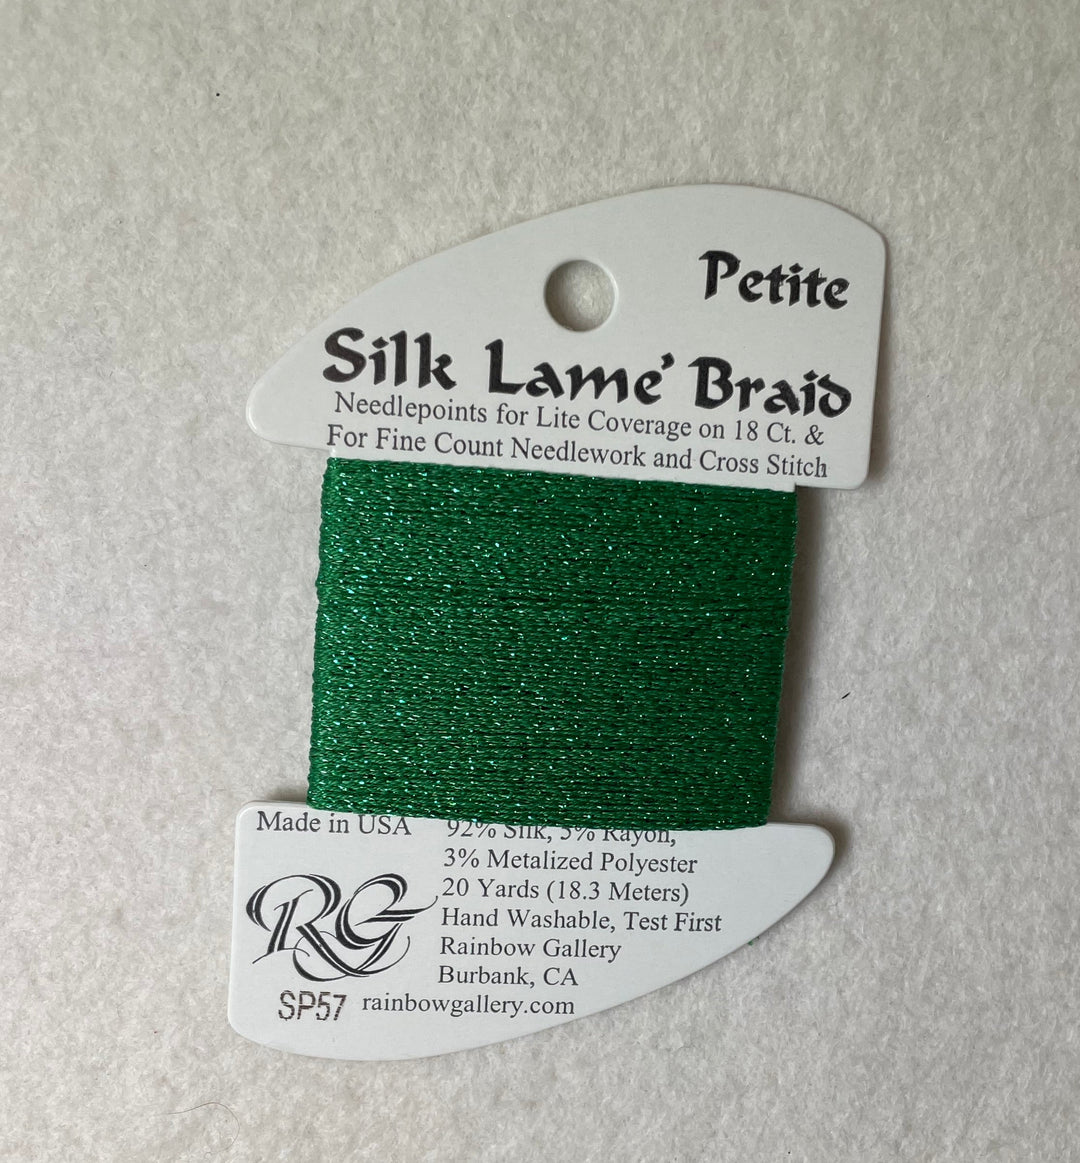 Petite
Silk Lame' Braid
Needlepoints for Lite Coverage on 18 Ct. &
For Fine Count Needlework and Cross Stitch
Made in USA
92% Silk, 5% Rayon,
3% Metalized Polyester
20 Yards (18.3 Meters)
Hand Washable, Test First
Rainbow Gallery
Burbank, CA
RG
SP57 rainbowgallery.com